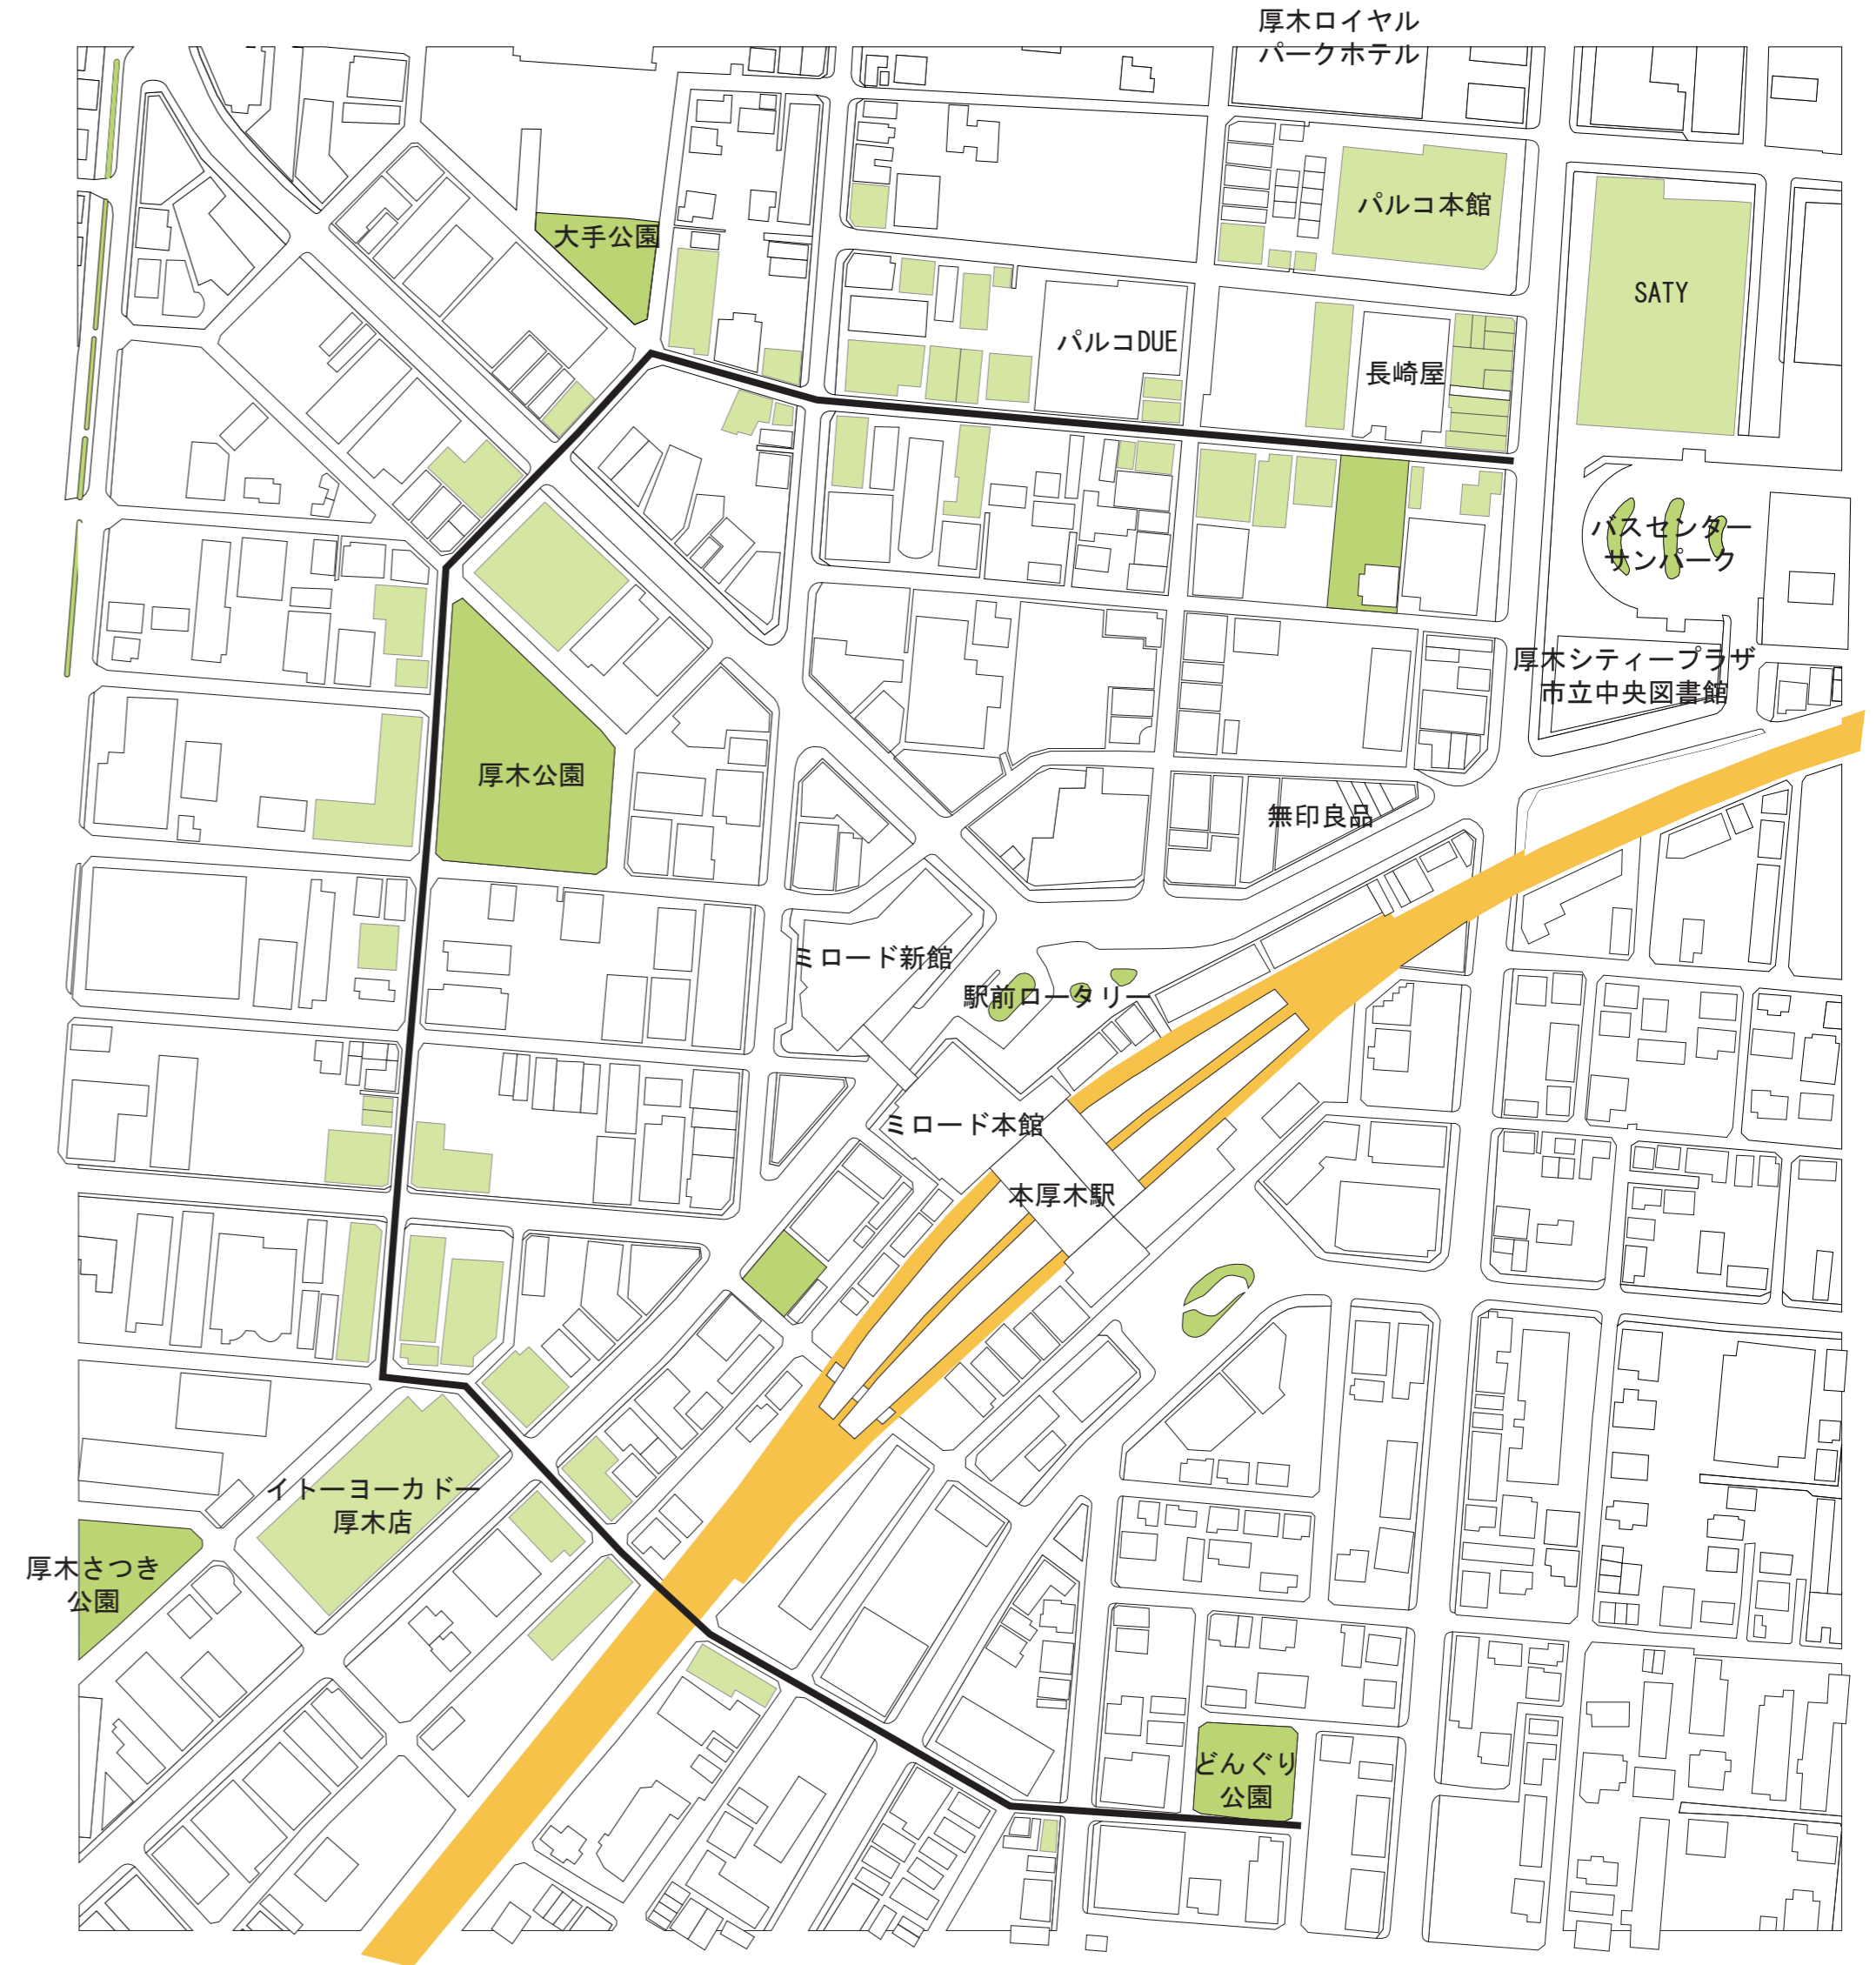 厚木ロイヤル
パークホテル
パルコ本館
大手公園
SATY
パルコDUE
長崎屋
バスセンター
サンパーク
厚木シティープラザ
市立中央図書館
厚木公園
無印良品
ミロード新館
駅前ロータリー
ミロード本館
本厚木駅
イトーヨーカドー
厚木店
厚木さつき
公園
どんぐり
公園